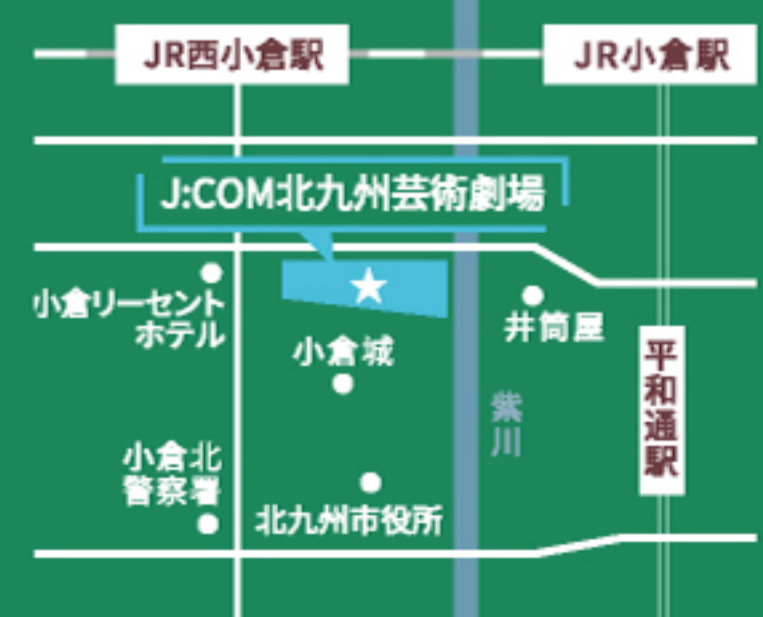 JR西小倉駅
JR小倉駅
J:COM北九州芸術劇場
小倉リーセント
ホテル
井筒屋
小倉城
平和通駅
紫川
小倉北
警察署
北九州市役所